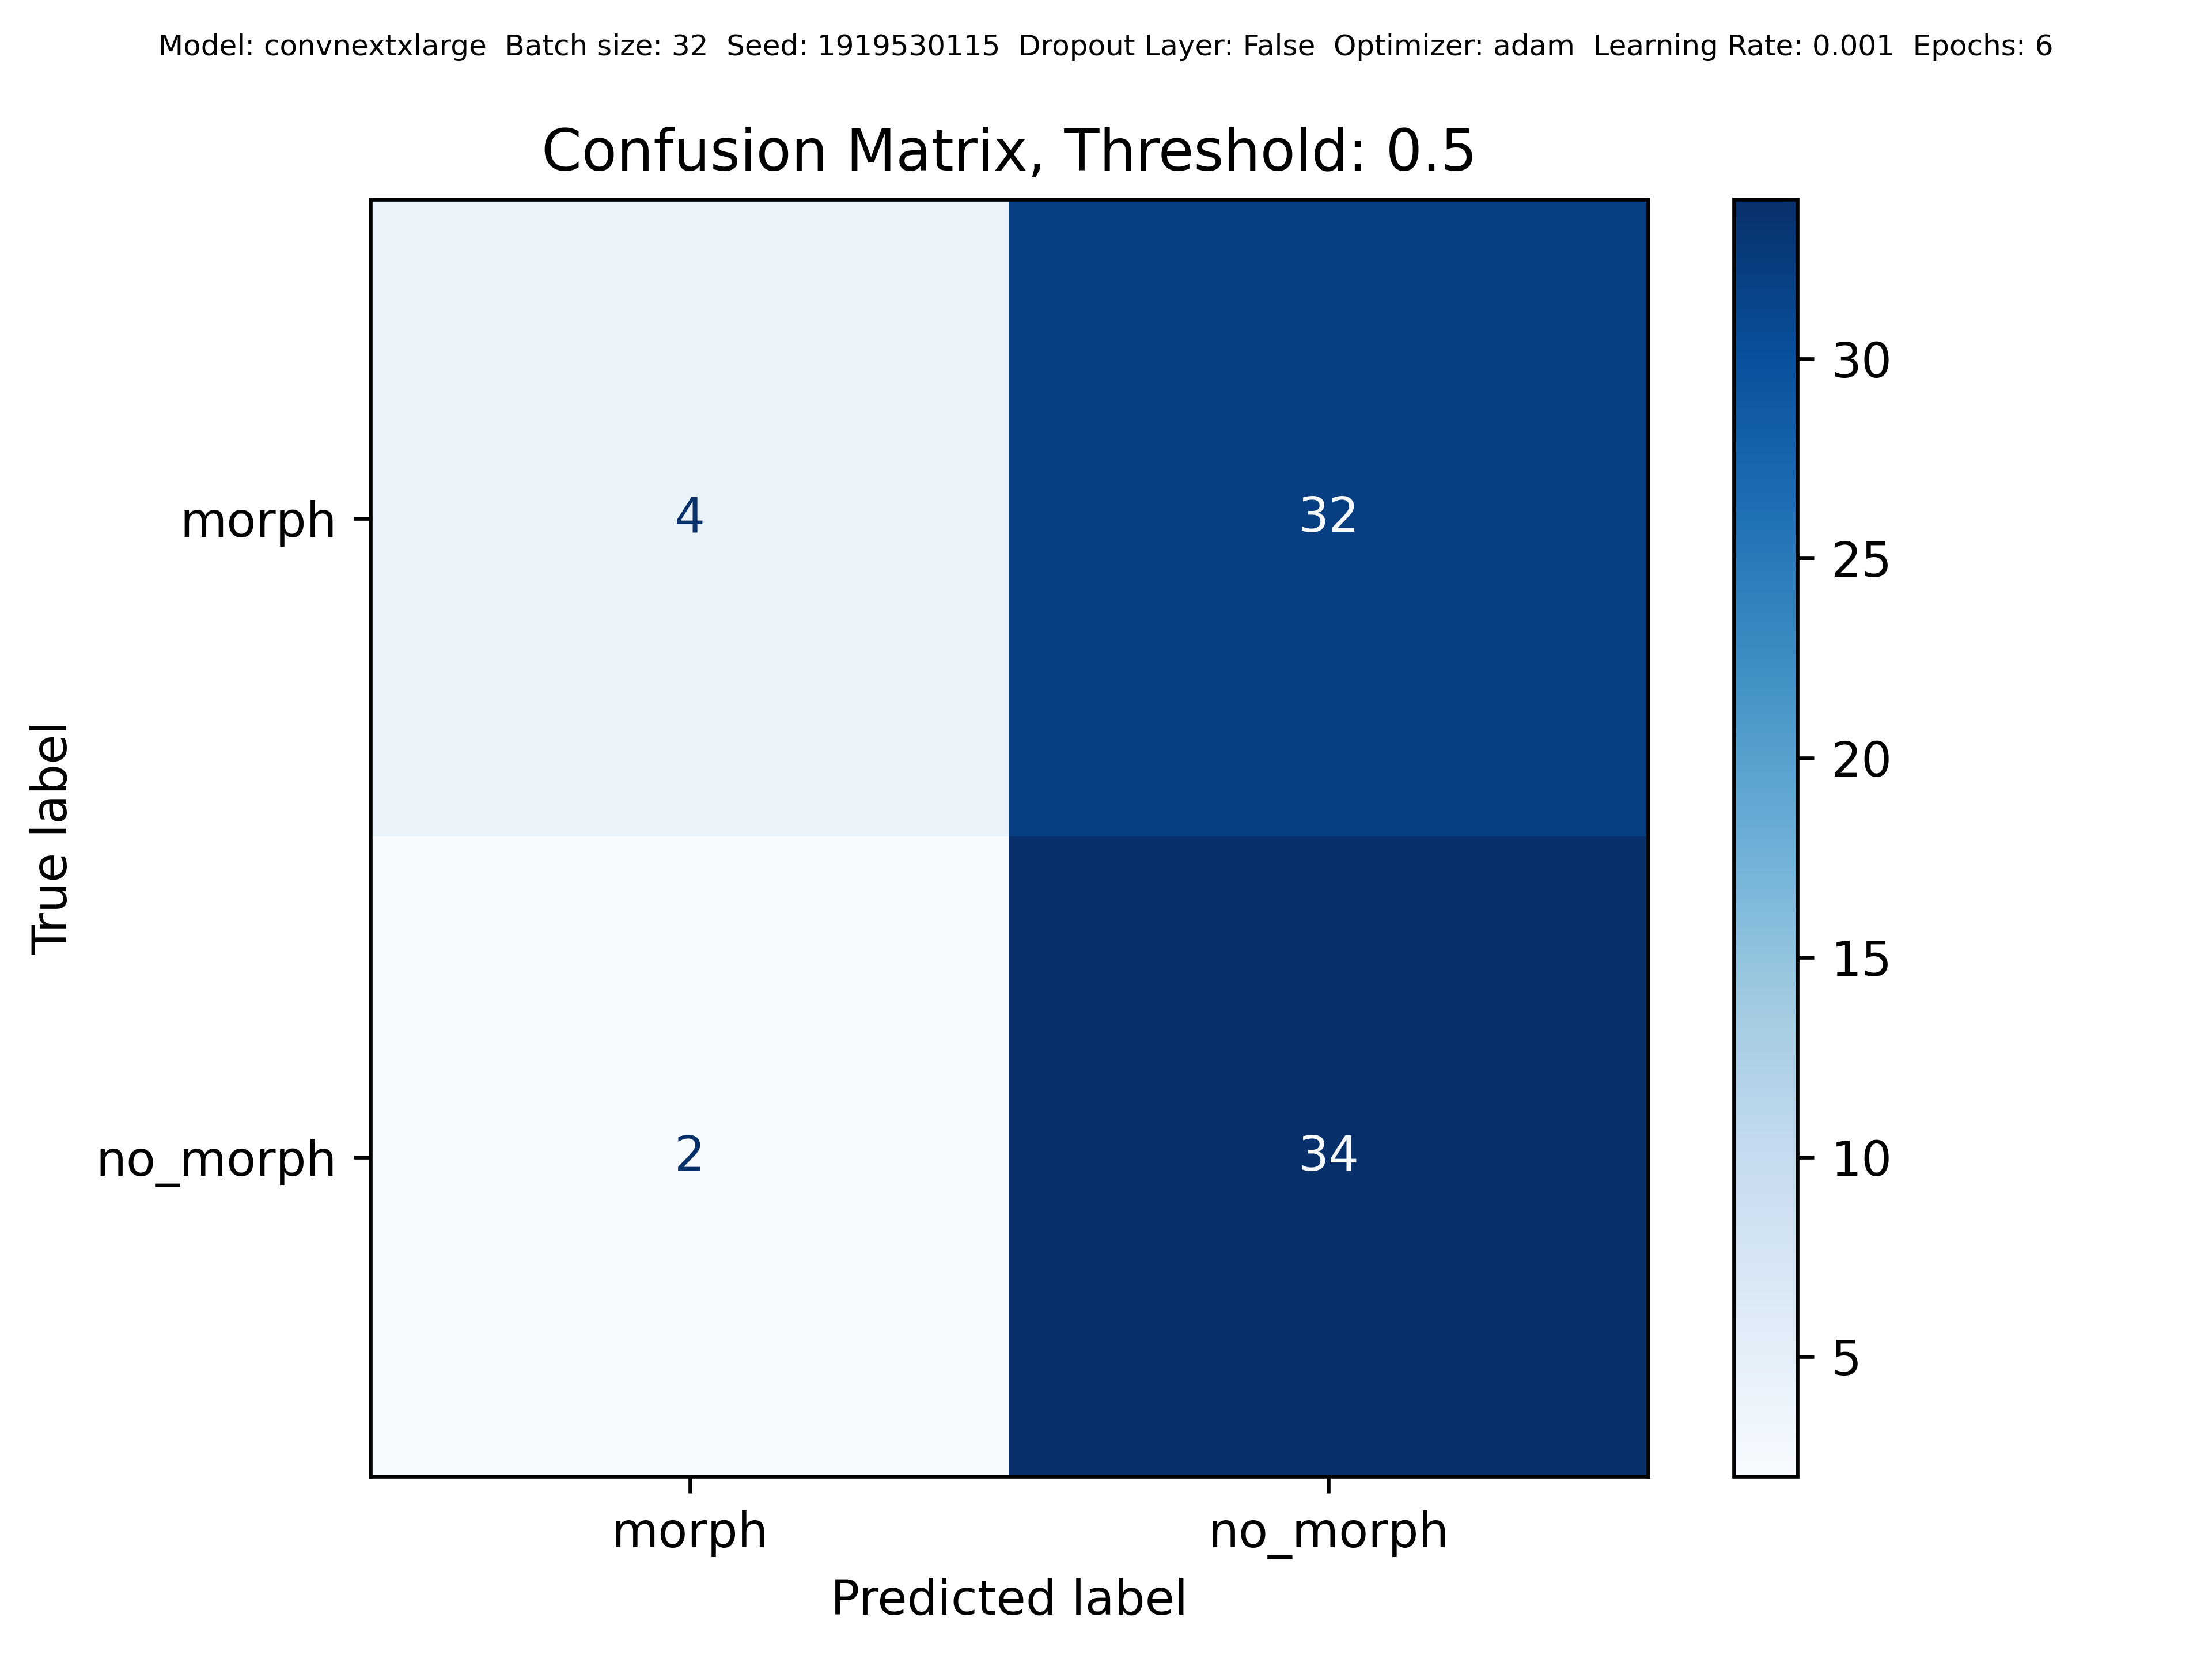 Model: convnextxlarge  Batch size: 32  Seed: 1919530115  Dropout Layer: False  Optimizer: adam  Learning Rate: 0.001  Epochs: 6
Confusion Matrix, Threshold: 0.5
True label
morph
no_morph
4
32
2
34
morph
no_morph
Predicted label
30
25
20
15
10
5